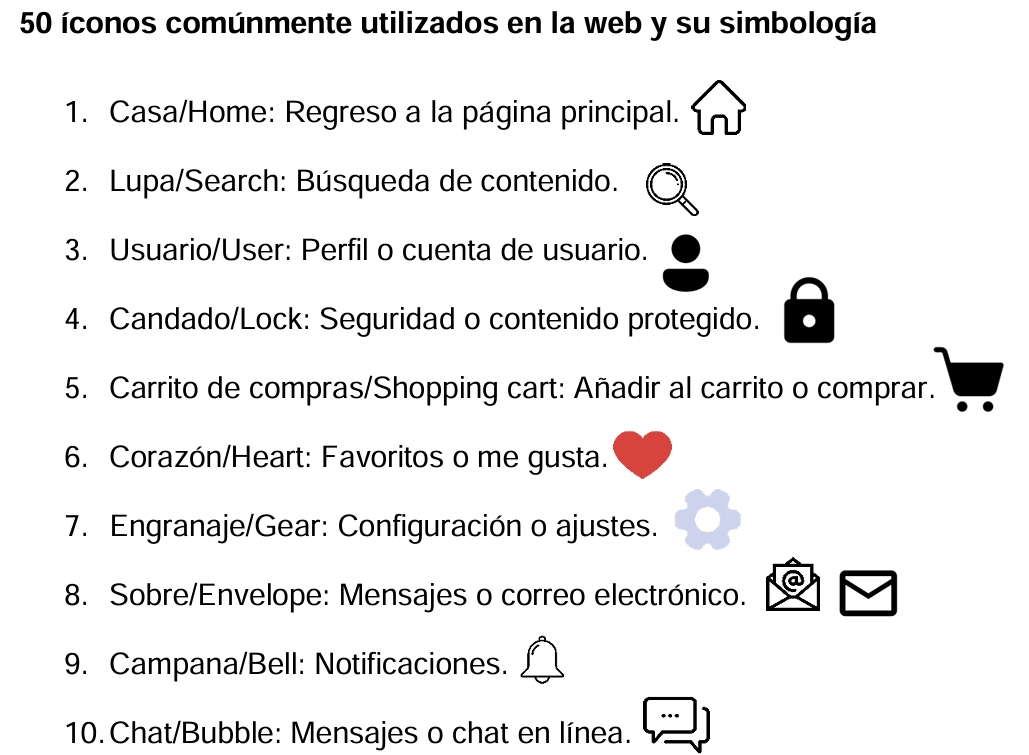 50 íconos comúnmente utilizados en la web y su simbología
1. Casa/Home: Regreso a la página principal.
2. Lupa/Search: Búsqueda de contenido.
3. Usuario/User: Perfil o cuenta de usuario.
4. Candado/Lock: Seguridad o contenido protegido.
5. Carrito de compras/Shopping cart: Añadir al carrito o comprar.
6. Corazón/Heart: Favoritos o me gusta.
7. Engranaje/Gear: Configuración o ajustes.
8. Sobre/Envelope: Mensajes o correo electrónico. @
9. Campana/Bell: Notificaciones.
10. Chat/Bubble: Mensajes o chat en línea.